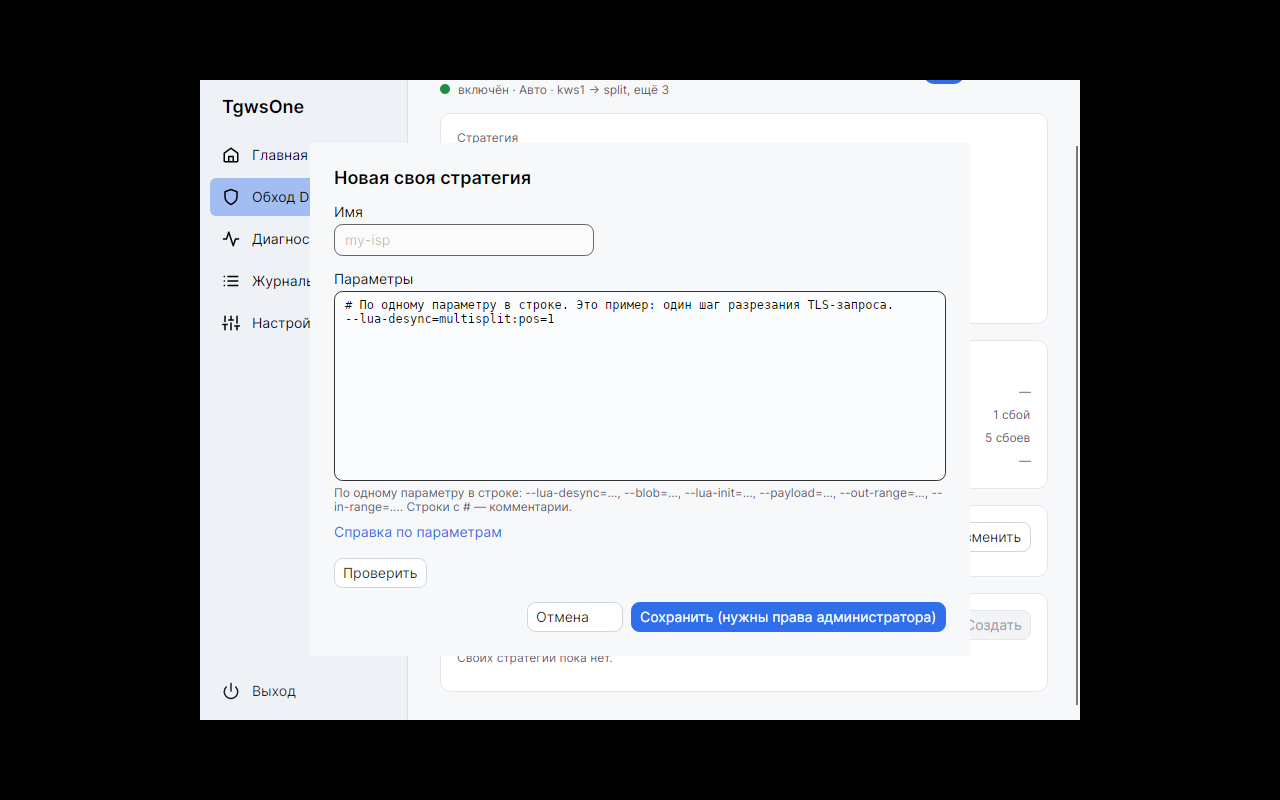 TgwsOne
Главная
Обход D
Диагнос
Журналы
Настрой
Выход
включён · Авто · kws1 → split, ещё 3
Стратегия
Новая своя стратегия
Имя
my-isp
Параметры
# По одному параметру в строке. Это пример: один шаг разрезания TLS-запроса.
--lua-desync=multisplit:pos=1
По одному параметру в строке: --lua-desync=…, --blob=…, --lua-init=…, --payload=…, --out-range=…, --
in-range=…. Строки с # — комментарии.
Справка по параметрам
Проверить
Отмена
Сохранить (нужны права администратора)
—
1 сбой
5 сбоев
—
зменить
Создать
Своих стратегий пока нет.